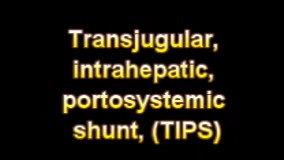 Transjugular,
intrahepatic,
portosystemic
shunt, (TIPS)